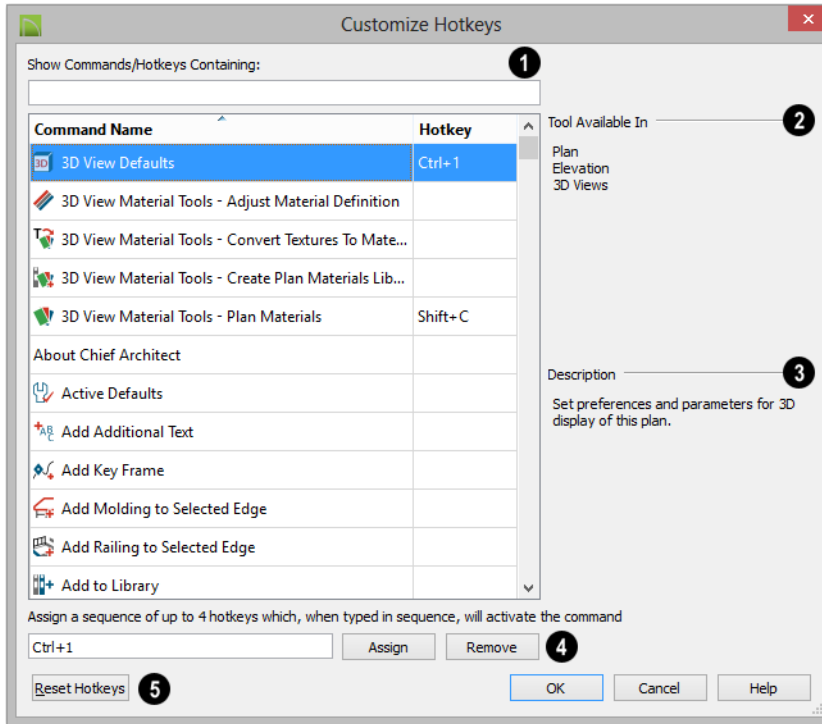 Customize Hotkeys
Show Commands/Hotkeys Containing:
1
Command Name Hotkey
3D View Defaults Ctrl+1
3D View Material Tools - Adjust Material Definition
3D View Material Tools - Convert Textures To Mate...
3D View Material Tools - Create Plan Materials Lib...
3D View Material Tools - Plan Materials Shift+C
About Chief Architect
Active Defaults
Add Additional Text
Add Key Frame
Add Molding to Selected Edge
Add Railing to Selected Edge
Add to Library
Tool Available In 2
Plan
Elevation
3D Views
Description 3
Set preferences and parameters for 3D
display of this plan.
Assign a sequence of up to 4 hotkeys which, when typed in sequence, will activate the command
Ctrl+1 Assign Remove 4
Reset Hotkeys 5 OK Cancel Help